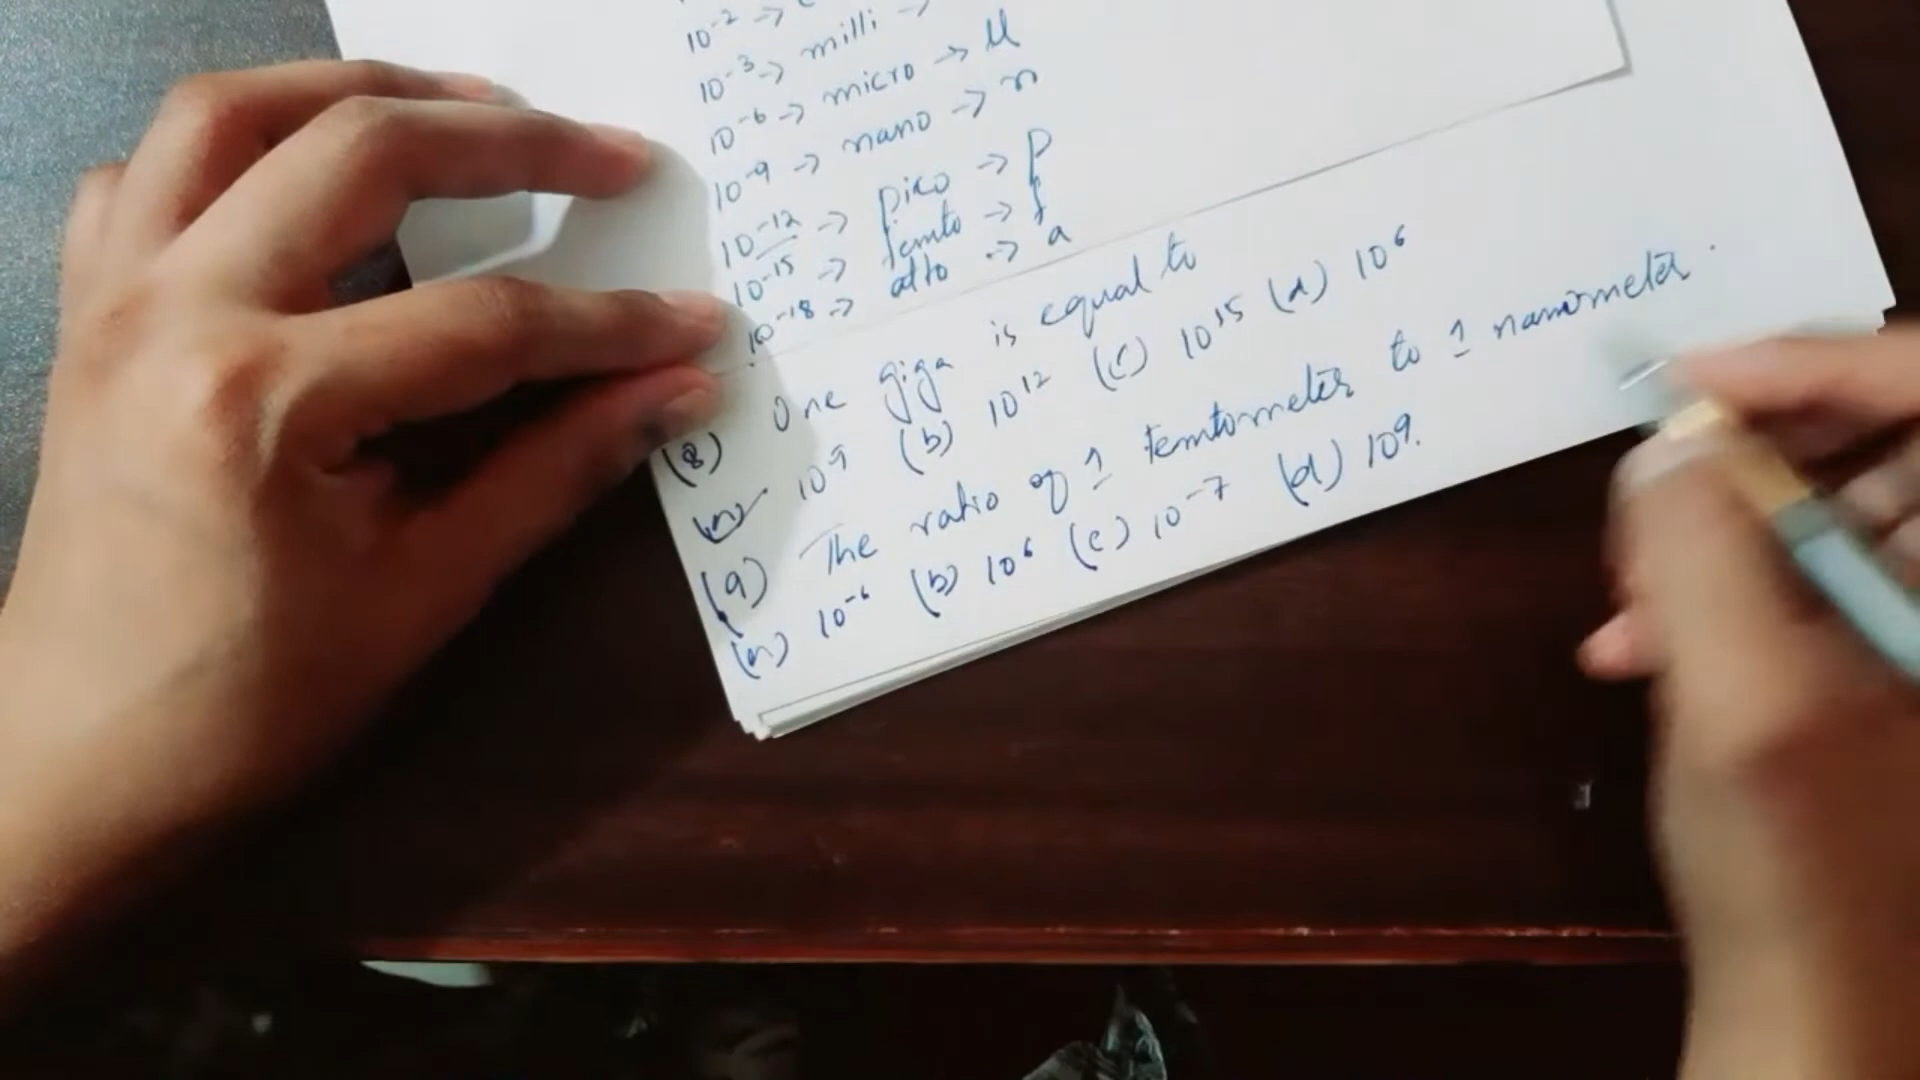 10⁻² →
10⁻³ → milli →
10⁻⁶ → micro → μ
10⁻⁹ → nano → n
10⁻¹² → pico → p
10⁻¹⁵ → femto → f
10⁻¹⁸ → atto → a
(8) One giga is equal to
(a) 10⁹ (b) 10¹² (c) 10¹⁵ (d) 10⁶
(9) The ratio of 1 femtometer to 1 nanometer.
(a) 10⁻⁶ (b) 10⁶ (c) 10⁻⁷ (d) 10⁹.